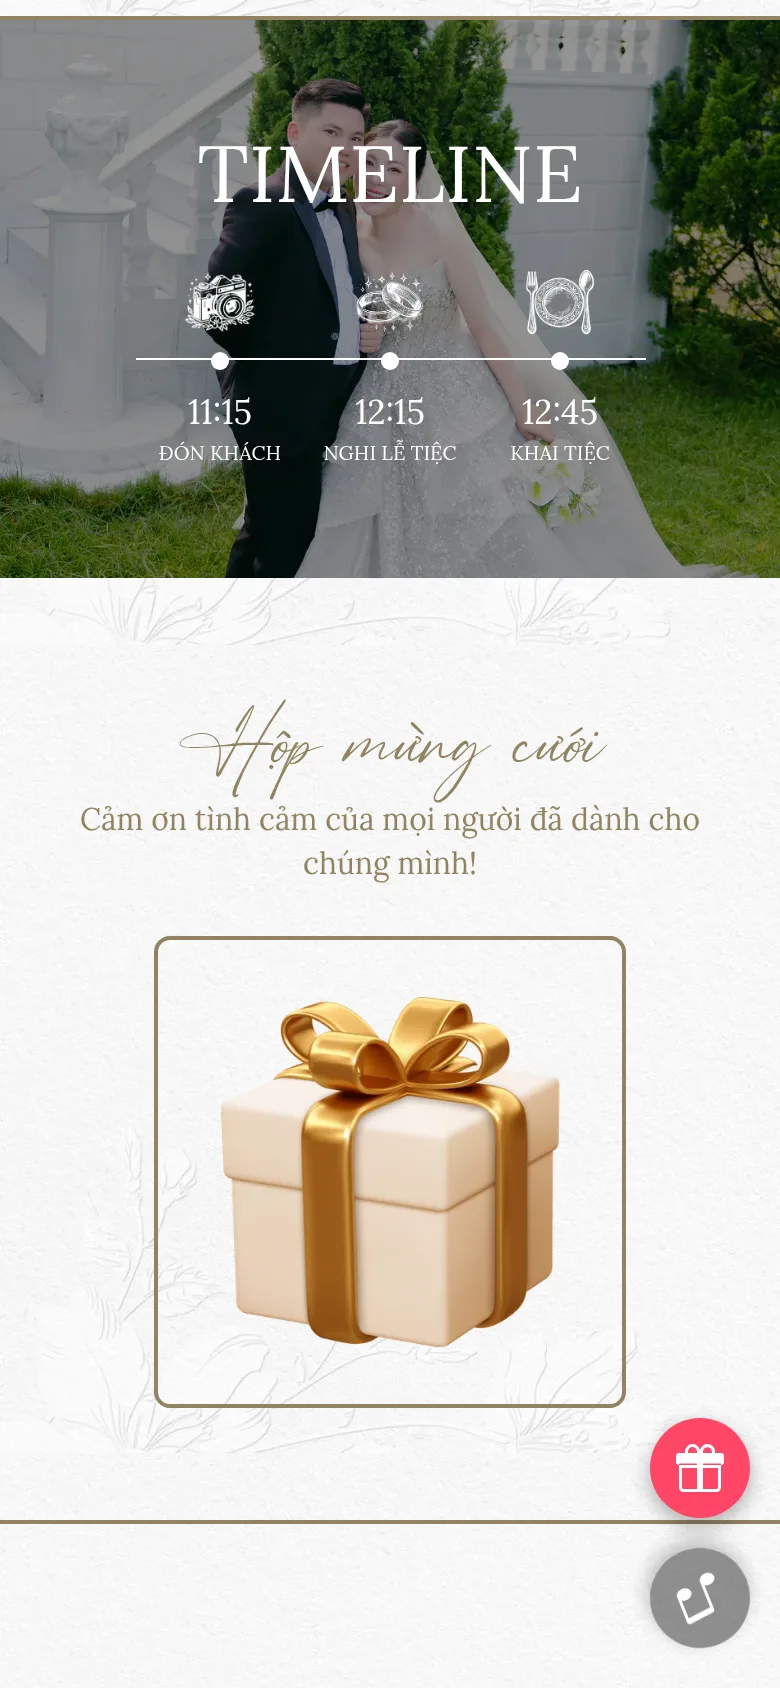 TIMELINE
11:15 12:15 12:45
ĐÓN KHÁCH NGHI LỄ TIỆC KHAI TIỆC
Hộp mừng cưới
Cảm ơn tình cảm của mọi người đã dành cho
chúng mình!